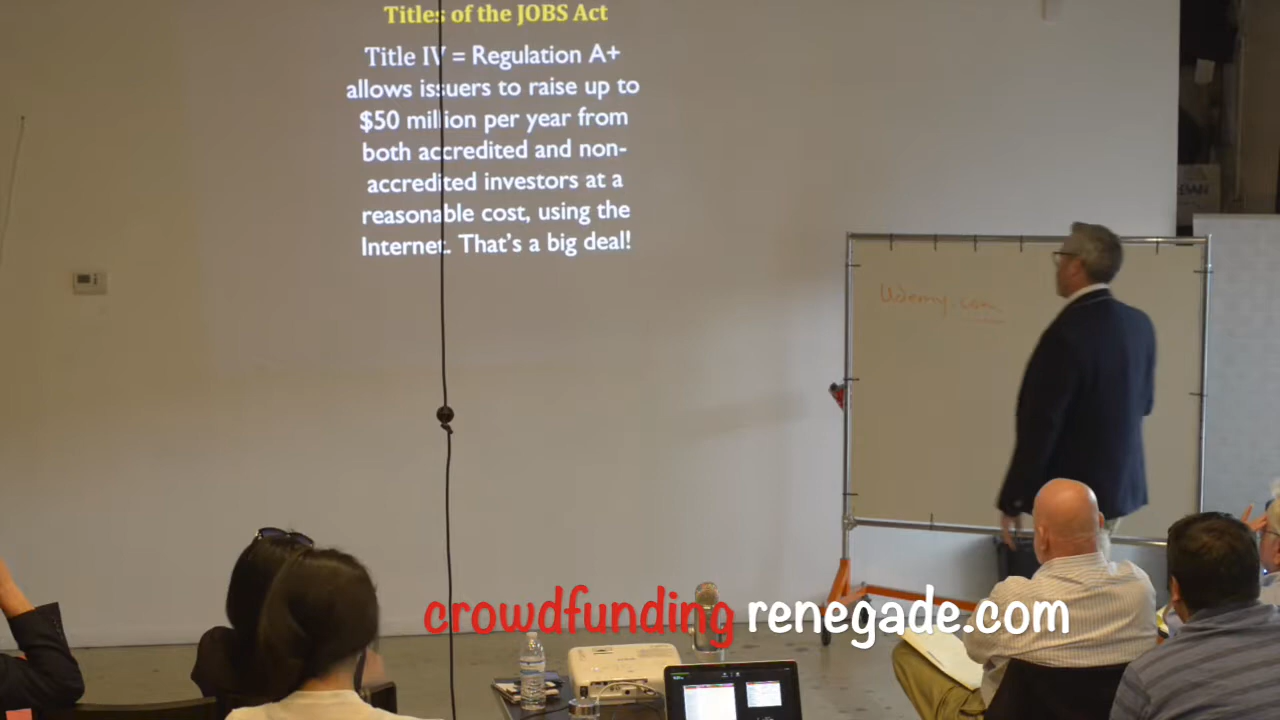 Titles of the JOBS Act
Title IV = Regulation A+
allows issuers to raise up to
$50 million per year from
both accredited and non-
accredited investors at a
reasonable cost, using the
Internet. That's a big deal!
Udemy.com
crowdfunding renegade.com